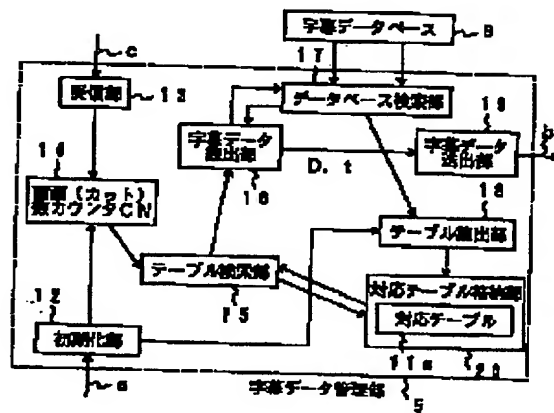 字幕データベース
B
c
17
受信部
13
データベース検索部
19
14
字幕データ
抽出部
D. t
字幕データ
送出部
b
16
18
画面(カット)
数カウンタCN
テーブル抽出部
テーブル検索部
15
12
対応テーブル格納部
対応テーブル
初期化部
11a
a
字幕データ管理部
5